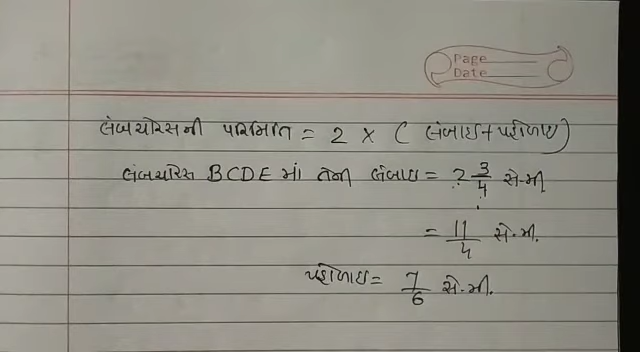 Page
Date
લંબચોરસની પરિમિતિ = 2 × ( લંબાઇ + પહોળાઇ )
લંબચોરસ BCDE માં તેની લંબાઇ = 2 3/4 સે.મી
= 11/4 સે.મી.
પહોળાઇ = 7/6 સે.મી.